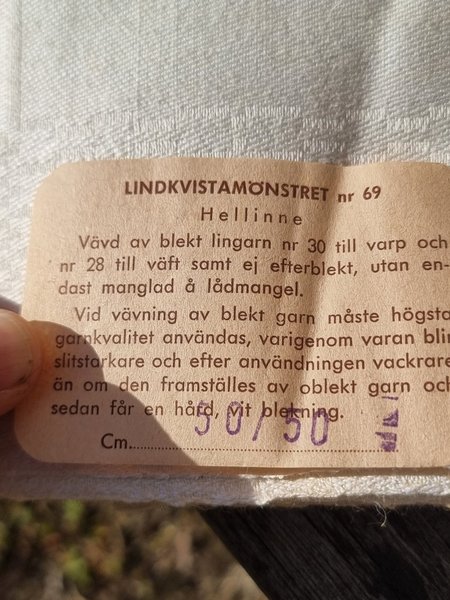 LINDKVISTAMÖNSTRET nr 69
Hellinne
Vävd av blekt lingarn nr 30 till varp och
nr 28 till väft samt ej efterblekt, utan en-
dast manglad å lådmangel.
Vid vävning av blekt garn måste högsta
garnkvalitet användas, varigenom varan blir
slitstarkare och efter användningen vackrare
än om den framställes av oblekt garn och
sedan får en hård, vit blekning.
Cm. 50/50